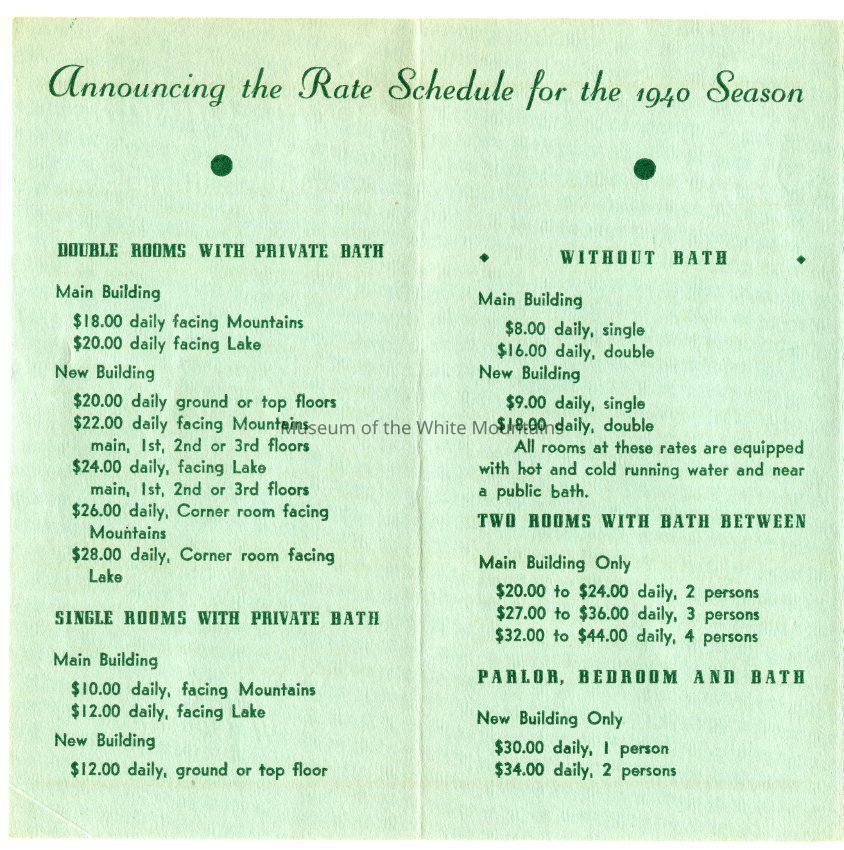 Announcing the Rate Schedule for the 1940 Season
DOUBLE ROOMS WITH PRIVATE BATH
Main Building
$18.00 daily facing Mountains
$20.00 daily facing Lake
New Building
$20.00 daily ground or top floors
$22.00 daily facing Mountains
main, 1st, 2nd or 3rd floors
$24.00 daily, facing Lake
main, 1st, 2nd or 3rd floors
$26.00 daily, Corner room facing
Mountains
$28.00 daily, Corner room facing
Lake
SINGLE ROOMS WITH PRIVATE BATH
Main Building
$10.00 daily, facing Mountains
$12.00 daily, facing Lake
New Building
$12.00 daily, ground or top floor
WITHOUT BATH
Main Building
$8.00 daily, single
$16.00 daily, double
New Building
$9.00 daily, single
$18.00 daily, double
All rooms at these rates are equipped
with hot and cold running water and near
a public bath.
TWO ROOMS WITH BATH BETWEEN
Main Building Only
$20.00 to $24.00 daily, 2 persons
$27.00 to $36.00 daily, 3 persons
$32.00 to $44.00 daily, 4 persons
PARLOR, BEDROOM AND BATH
New Building Only
$30.00 daily, 1 person
$34.00 daily, 2 persons
Museum of the White Mountains